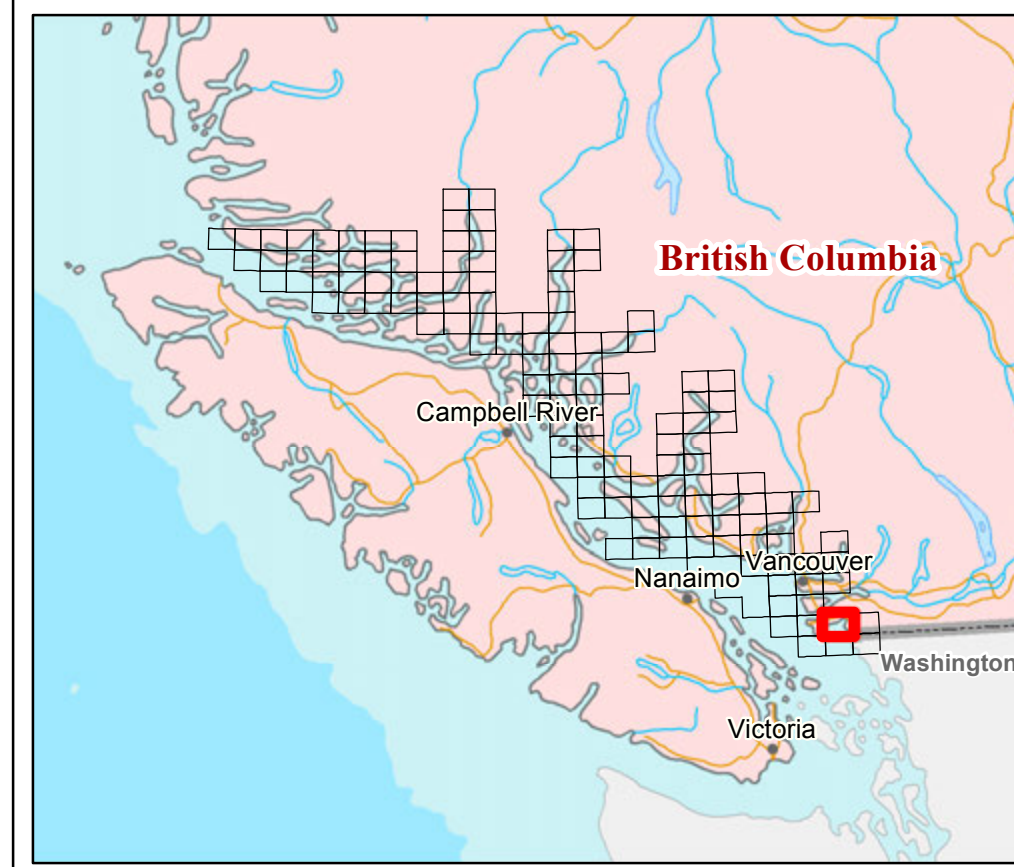 British Columbia
Campbell River
Vancouver
Nanaimo
Washington
Victoria